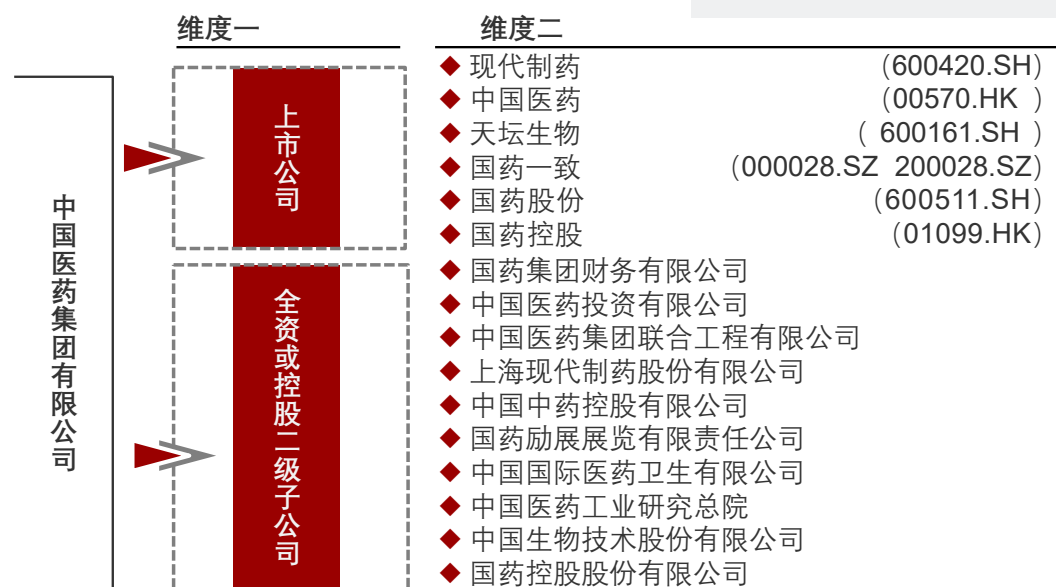 维度一 维度二
中国医药集团有限公司
上市公司
◆ 现代制药 (600420.SH)
◆ 中国医药 (00570.HK )
◆ 天坛生物 ( 600161.SH )
◆ 国药一致 (000028.SZ 200028.SZ)
◆ 国药股份 (600511.SH)
◆ 国药控股 (01099.HK)
全资或控股二级子公司
◆ 国药集团财务有限公司
◆ 中国医药投资有限公司
◆ 中国医药集团联合工程有限公司
◆ 上海现代制药股份有限公司
◆ 中国中药控股有限公司
◆ 国药励展展览有限责任公司
◆ 中国国际医药卫生有限公司
◆ 中国医药工业研究总院
◆ 中国生物技术股份有限公司
◆ 国药控股股份有限公司